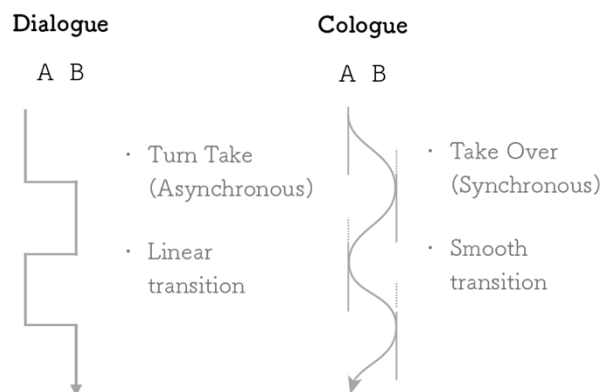 Dialogue
A B
· Turn Take
(Asynchronous)
· Linear
transition
Cologue
A B
· Take Over
(Synchronous)
· Smooth
transition